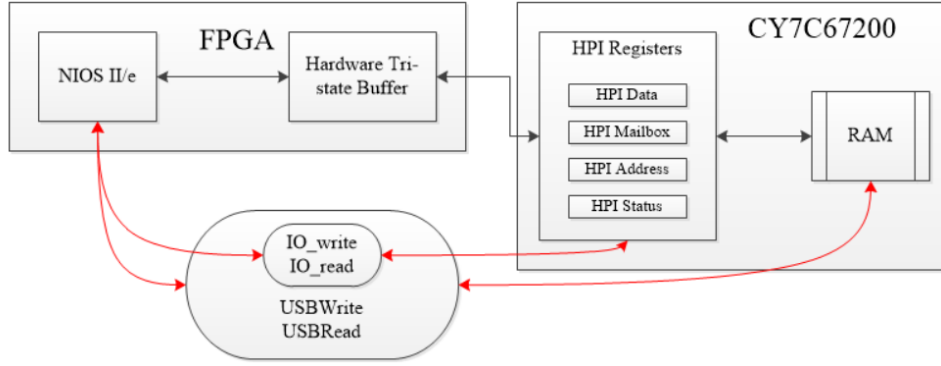 FPGA
NIOS II/e
Hardware Tri-
state Buffer
CY7C67200
HPI Registers
HPI Data
HPI Mailbox
HPI Address
HPI Status
RAM
IO_write
IO_read
USBWrite
USBRead